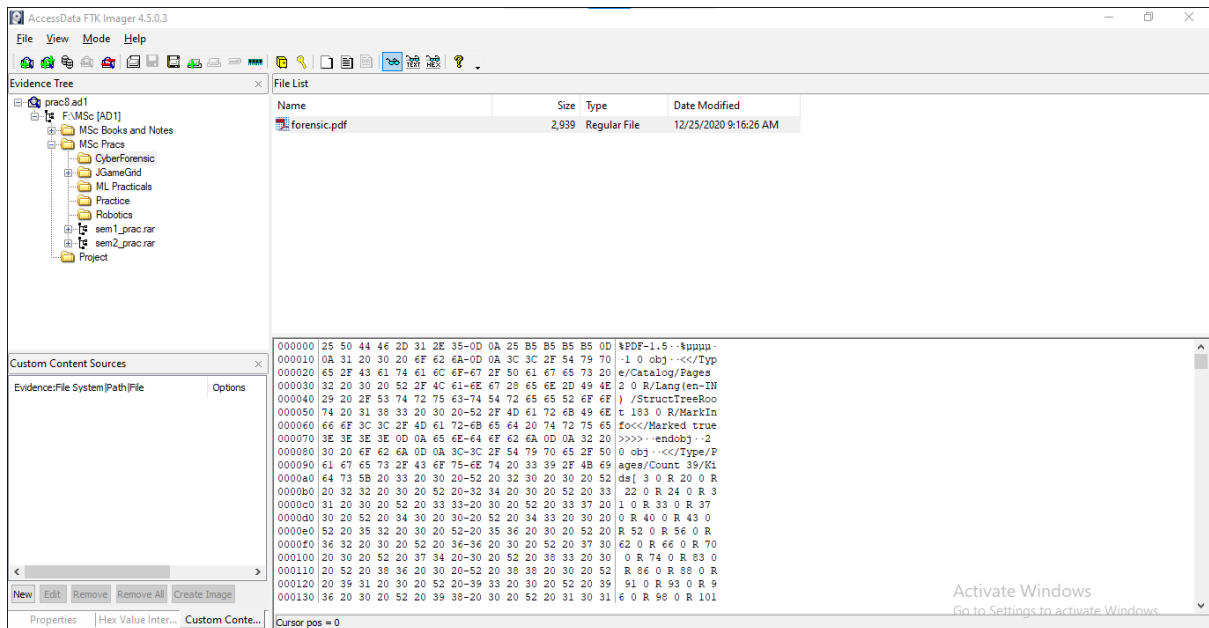 AccessData FTK Imager 4.5.0.3
File View Mode Help
TEXT HEX
Evidence Tree
prac8.ad1
F:\MSc [AD1]
MSc Books and Notes
MSc Pracs
CyberForensic
JGameGrid
ML Practicals
Practice
Robotics
sem1_prac.rar
sem2_prac.rar
Project
File List
Name Size Type Date Modified
forensic.pdf 2,939 Regular File 12/25/2020 9:16:26 AM
Custom Content Sources
Evidence:File System|Path|File Options
New Edit Remove Remove All Create Image
Properties Hex Value Inter... Custom Conte...
000000 25 50 44 46 2D 31 2E 35-0D 0A 25 B5 B5 B5 B5 0D %PDF-1.5··%µµµµ·
000010 0A 31 20 30 20 6F 62 6A-0D 0A 3C 3C 2F 54 79 70 ·1 0 obj··<</Typ
000020 65 2F 43 61 74 61 6C 6F-67 2F 50 61 67 65 73 20 e/Catalog/Pages
000030 32 20 30 20 52 2F 4C 61-6E 67 28 65 6E 2D 49 4E 2 0 R/Lang(en-IN
000040 29 20 2F 53 74 72 75 63-74 54 72 65 65 52 6F 6F ) /StructTreeRoo
000050 74 20 31 38 33 20 30 20-52 2F 4D 61 72 6B 49 6E t 183 0 R/MarkIn
000060 66 6F 3C 3C 2F 4D 61 72-6B 65 64 20 74 72 75 65 fo<</Marked true
000070 3E 3E 3E 3E 0D 0A 65 6E-64 6F 62 6A 0D 0A 32 20 >>>>··endobj··2
000080 30 20 6F 62 6A 0D 0A 3C-3C 2F 54 79 70 65 2F 50 0 obj··<</Type/P
000090 61 67 65 73 2F 43 6F 75-6E 74 20 33 39 2F 4B 69 ages/Count 39/Ki
0000a0 64 73 5B 20 33 20 30 20-52 20 32 30 20 30 20 52 ds[ 3 0 R 20 0 R
0000b0 20 32 32 20 30 20 52 20-32 34 20 30 20 52 20 33 22 0 R 24 0 R 3
0000c0 31 20 30 20 52 20 33 33-20 30 20 52 20 33 37 20 1 0 R 33 0 R 37
0000d0 30 20 52 20 34 30 20 30-20 52 20 34 33 20 30 20 0 R 40 0 R 43 0
0000e0 52 20 35 32 20 30 20 52-20 35 36 20 30 20 52 20 R 52 0 R 56 0 R
0000f0 36 32 20 30 20 52 20 36-36 20 30 20 52 20 37 30 62 0 R 66 0 R 70
000100 20 30 20 52 20 37 34 20-30 20 52 20 38 33 20 30 0 R 74 0 R 83 0
000110 20 52 20 38 36 20 30 20-52 20 38 38 20 30 20 52 R 86 0 R 88 0 R
000120 20 39 31 20 30 20 52 20-39 33 20 30 20 52 20 39 91 0 R 93 0 R 9
000130 36 20 30 20 52 20 39 38-20 30 20 52 20 31 30 31 6 0 R 98 0 R 101
Cursor pos = 0
Activate Windows
Go to Settings to activate Windows.